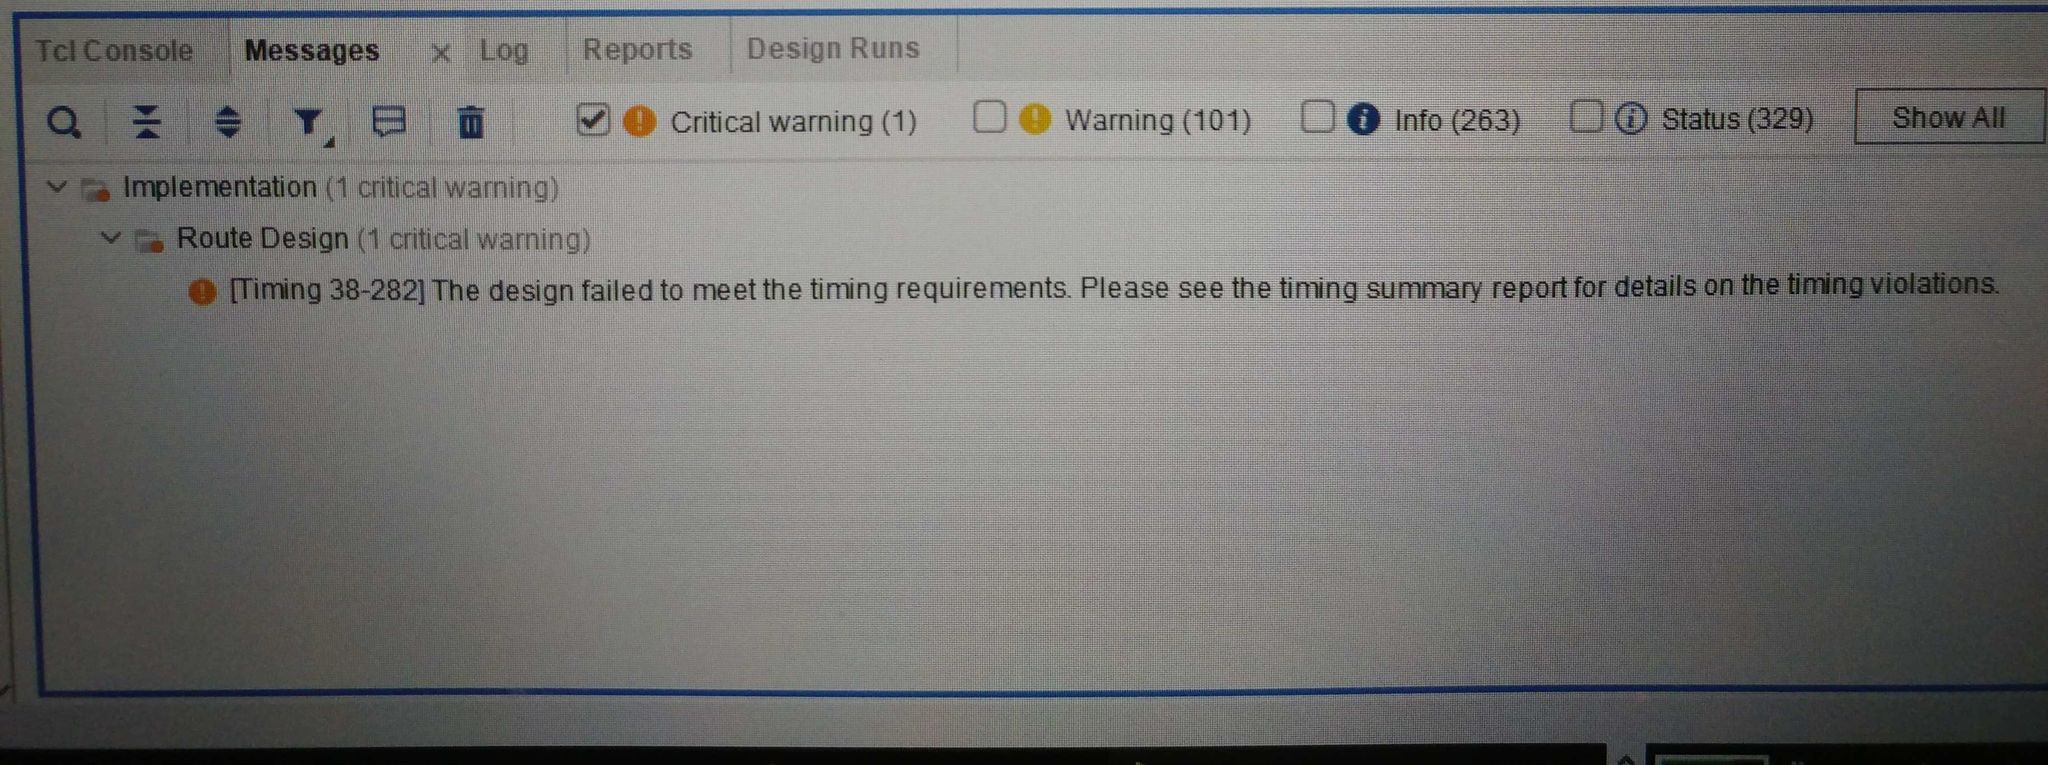 Tcl Console Messages × Log Reports Design Runs
Critical warning (1) Warning (101) Info (263) Status (329) Show All
Implementation (1 critical warning)
Route Design (1 critical warning)
[Timing 38-282] The design failed to meet the timing requirements. Please see the timing summary report for details on the timing violations.